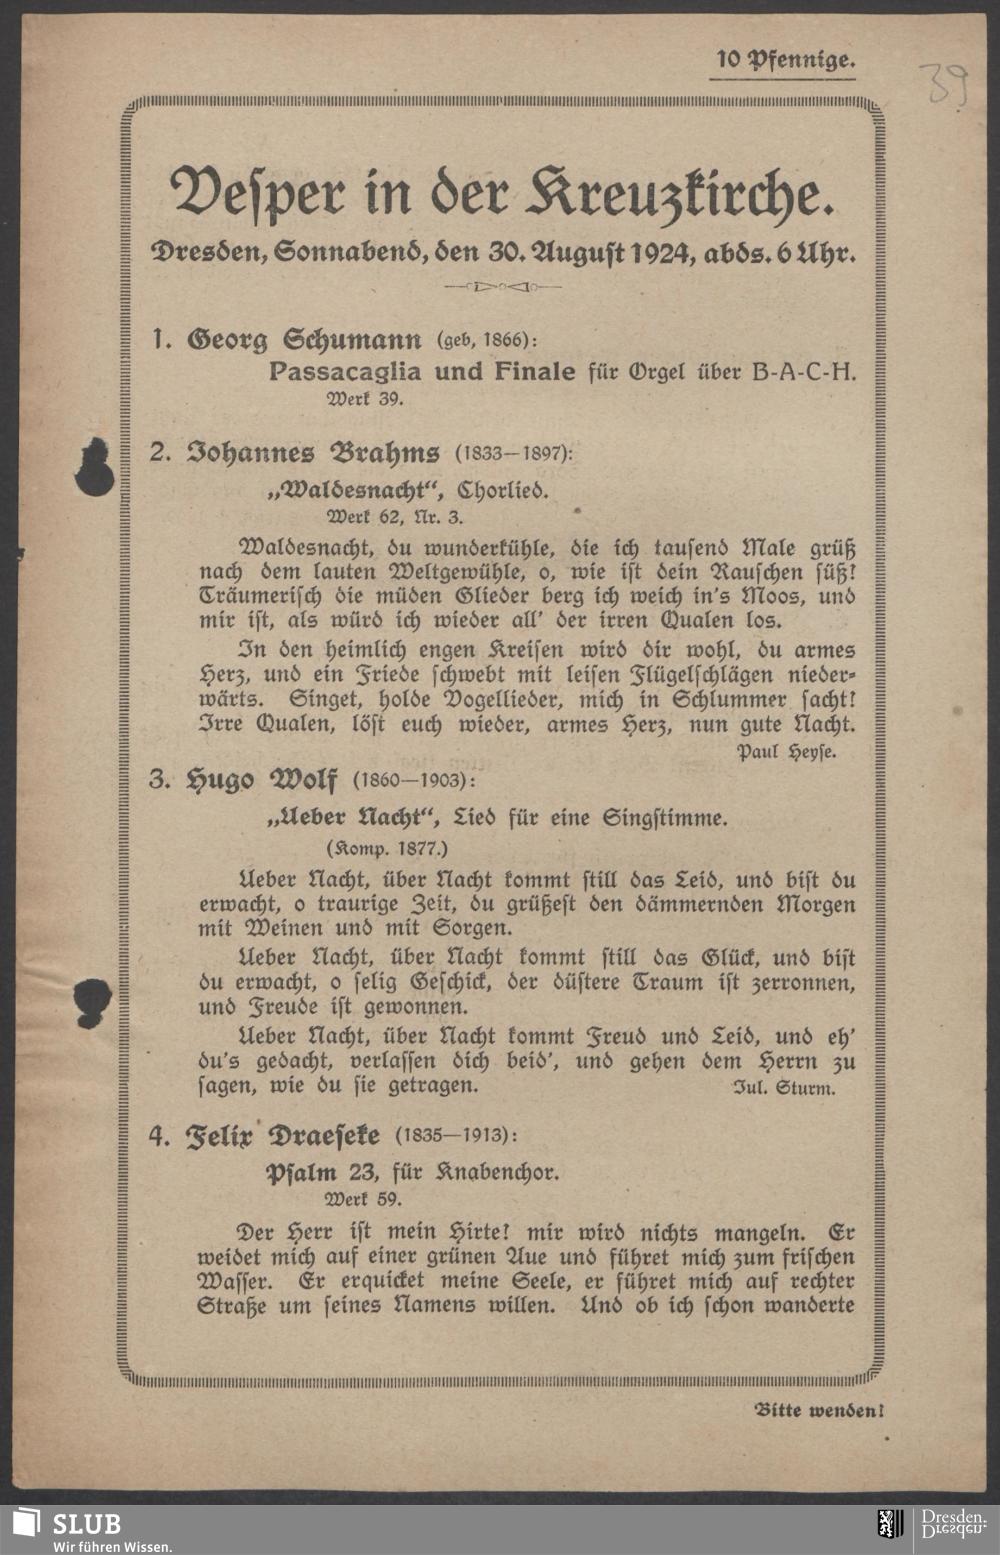 10 Pfennige.
39
Vesper in der Kreuzkirche.
Dresden, Sonnabend, den 30. August 1924, abds. 6 Uhr.
1. Georg Schumann (geb, 1866):
Passacaglia und Finale für Orgel über B-A-C-H.
Werk 39.
2. Johannes Brahms (1833—1897):
„Waldesnacht“, Chorlied.
Werk 62, Nr. 3.
Waldesnacht, du wunderkühle, die ich tausend Male grüß
nach dem lauten Weltgewühle, o, wie ist dein Rauschen süß!
Träumerisch die müden Glieder berg ich weich in's Moos, und
mir ist, als würd ich wieder all' der irren Qualen los.
In den heimlich engen Kreisen wird dir wohl, du armes
Herz, und ein Friede schwebt mit leisen Flügelschlägen nieder-
wärts. Singet, holde Vogellieder, mich in Schlummer sacht!
Irre Qualen, löst euch wieder, armes Herz, nun gute Nacht.
Paul Heyse.
3. Hugo Wolf (1860—1903):
„Ueber Nacht“, Lied für eine Singstimme.
(Komp. 1877.)
Ueber Nacht, über Nacht kommt still das Leid, und bist du
erwacht, o traurige Zeit, du grüßest den dämmernden Morgen
mit Weinen und mit Sorgen.
Ueber Nacht, über Nacht kommt still das Glück, und bist
du erwacht, o selig Geschick, der düstere Traum ist zerronnen,
und Freude ist gewonnen.
Ueber Nacht, über Nacht kommt Freud und Leid, und eh'
du's gedacht, verlassen dich beid', und gehen dem Herrn zu
sagen, wie du sie getragen.
Jul. Sturm.
4. Felix Draeseke (1835—1913):
Psalm 23, für Knabenchor.
Werk 59.
Der Herr ist mein Hirte! mir wird nichts mangeln. Er
weidet mich auf einer grünen Aue und führet mich zum frischen
Wasser. Er erquicket meine Seele, er führet mich auf rechter
Straße um seines Namens willen. Und ob ich schon wanderte
Bitte wenden!
SLUB
Wir führen Wissen.
Dresden.
Dresden.